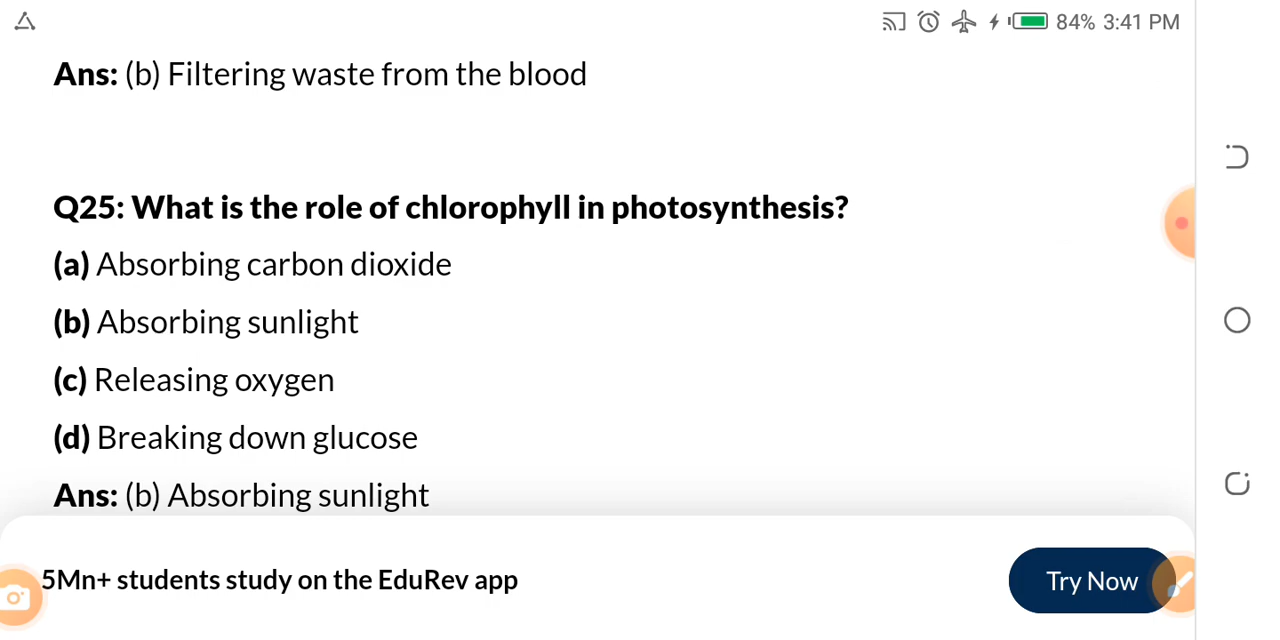 84% 3:41 PM
Ans: (b) Filtering waste from the blood
Q25: What is the role of chlorophyll in photosynthesis?
(a) Absorbing carbon dioxide
(b) Absorbing sunlight
(c) Releasing oxygen
(d) Breaking down glucose
Ans: (b) Absorbing sunlight
5Mn+ students study on the EduRev app
Try Now